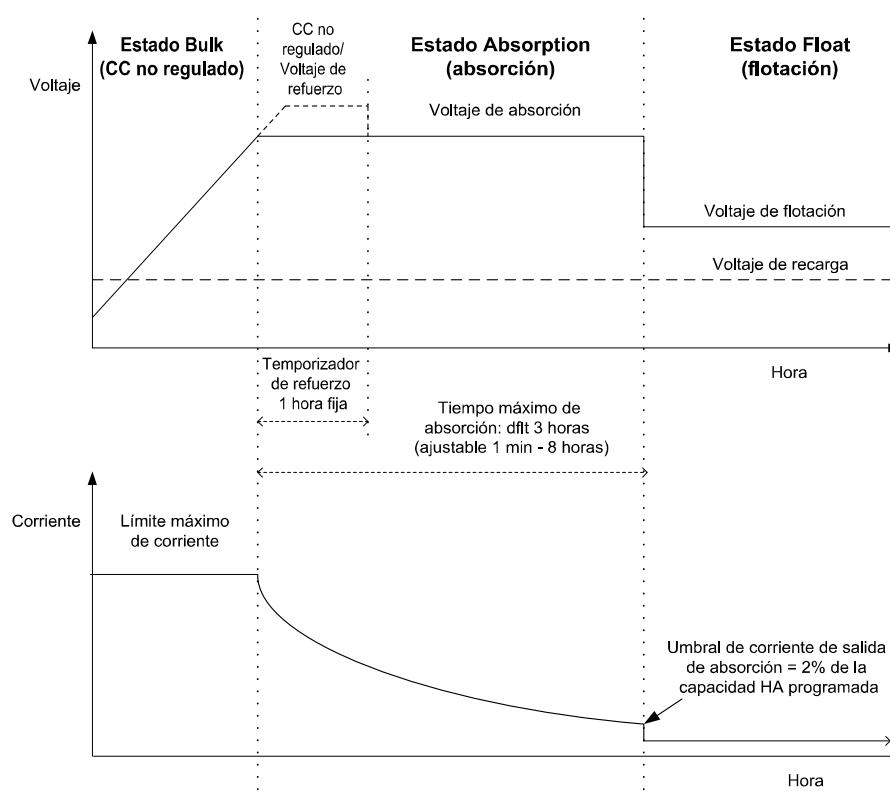 Estado Bulk
(CC no regulado)
CC no
regulado/
Voltaje de
refuerzo
Estado Absorption
(absorción)
Estado Float
(flotación)
Voltaje
Voltaje de absorción
Voltaje de flotación
Voltaje de recarga
Hora
Temporizador
de refuerzo
1 hora fija
Tiempo máximo de
absorción: dflt 3 horas
(ajustable 1 min - 8 horas)
Corriente
Límite máximo
de corriente
Umbral de corriente de salida
de absorción = 2% de la
capacidad HA programada
Hora